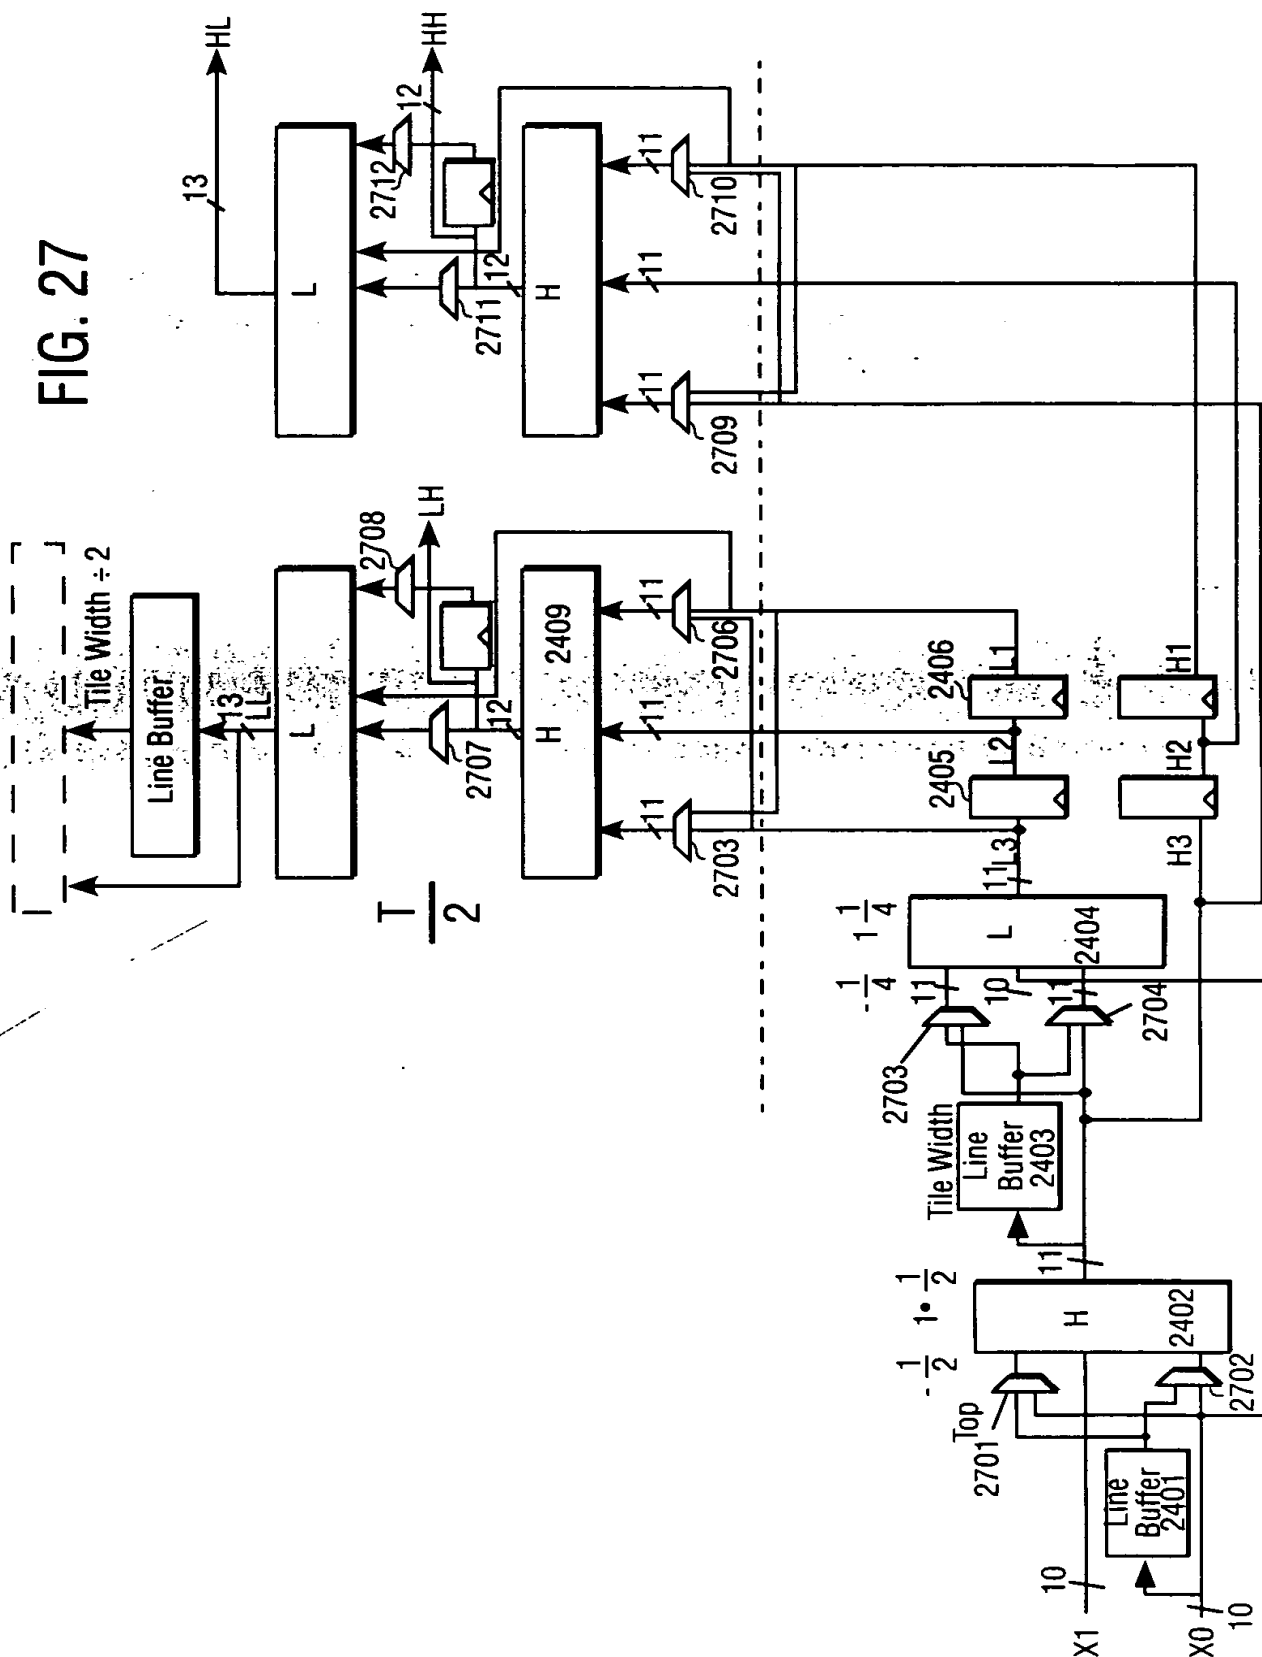 FIG. 27
HL
13
L
2712
12
HH
2711
12
H
11
11
11
2709
2710
Tile Width ÷ 2
Line Buffer
13
LL
L
2708
LH
2707
12
H
2409
11
11
11
2703
2706
T
2
X1
10
X0
10
Line
Buffer
2401
2701
Top
2702
- 1/2
1• 1/2
H
2402
11
Tile Width
Line
Buffer
2403
2703
2704
- 1/4
1 1/4
11
10
11
L
2404
11
L3
2405
L2
2406
L1
H3
H2
H1